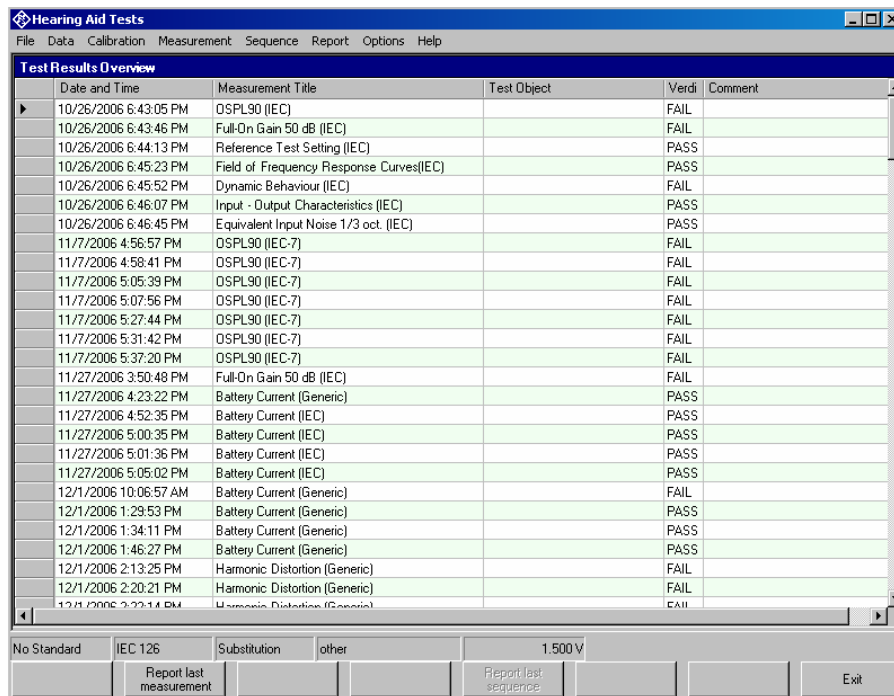 Hearing Aid Tests
File Data Calibration Measurement Sequence Report Options Help
Test Results Overview
Date and Time Measurement Title Test Object Verdi Comment
10/26/2006 6:43:05 PM OSPL90 (IEC) FAIL
10/26/2006 6:43:46 PM Full-On Gain 50 dB (IEC) FAIL
10/26/2006 6:44:13 PM Reference Test Setting (IEC) PASS
10/26/2006 6:45:23 PM Field of Frequency Response Curves(IEC) PASS
10/26/2006 6:45:52 PM Dynamic Behaviour (IEC) FAIL
10/26/2006 6:46:07 PM Input - Output Characteristics (IEC) PASS
10/26/2006 6:46:45 PM Equivalent Input Noise 1/3 oct. (IEC) PASS
11/7/2006 4:56:57 PM OSPL90 (IEC-7) FAIL
11/7/2006 4:58:41 PM OSPL90 (IEC-7) FAIL
11/7/2006 5:05:39 PM OSPL90 (IEC-7) FAIL
11/7/2006 5:07:56 PM OSPL90 (IEC-7) FAIL
11/7/2006 5:27:44 PM OSPL90 (IEC-7) FAIL
11/7/2006 5:31:42 PM OSPL90 (IEC-7) FAIL
11/7/2006 5:37:20 PM OSPL90 (IEC-7) FAIL
11/27/2006 3:50:48 PM Full-On Gain 50 dB (IEC) FAIL
11/27/2006 4:23:22 PM Battery Current (Generic) PASS
11/27/2006 4:52:35 PM Battery Current (IEC) PASS
11/27/2006 5:00:35 PM Battery Current (IEC) PASS
11/27/2006 5:01:36 PM Battery Current (IEC) PASS
11/27/2006 5:05:02 PM Battery Current (IEC) PASS
12/1/2006 10:06:57 AM Battery Current (Generic) FAIL
12/1/2006 1:29:53 PM Battery Current (Generic) PASS
12/1/2006 1:34:11 PM Battery Current (Generic) PASS
12/1/2006 1:46:27 PM Battery Current (Generic) PASS
12/1/2006 2:13:25 PM Harmonic Distortion (Generic) FAIL
12/1/2006 2:20:21 PM Harmonic Distortion (Generic) FAIL
12/1/2006 2:22:14 PM Harmonic Distortion (Generic) FAIL
No Standard IEC 126 Substitution other 1.500 V
Report last measurement Report last sequence Exit